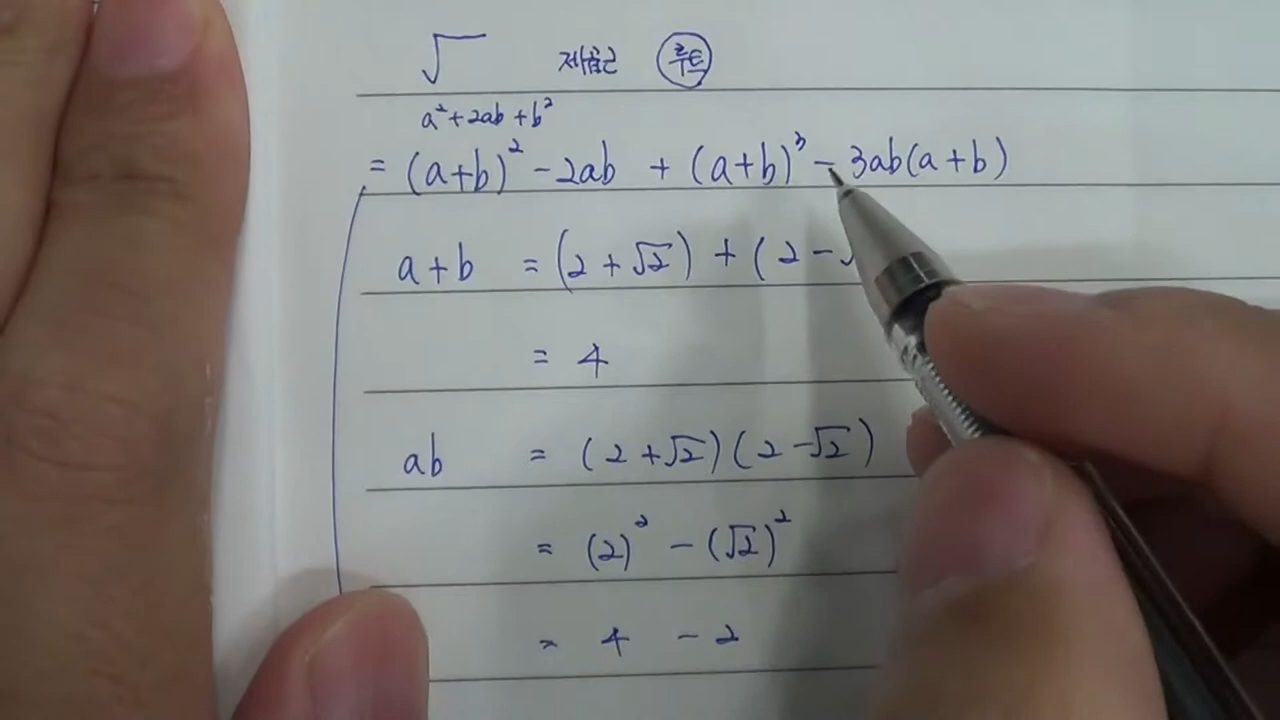 √ 제곱근 루트
a²+2ab+b²
= (a+b)² -2ab + (a+b)³ - 3ab(a+b)
a+b = (2+√2) + (2-√
= 4
ab = (2+√2)(2-√2)
= (2)² - (√2)²
= 4 - 2